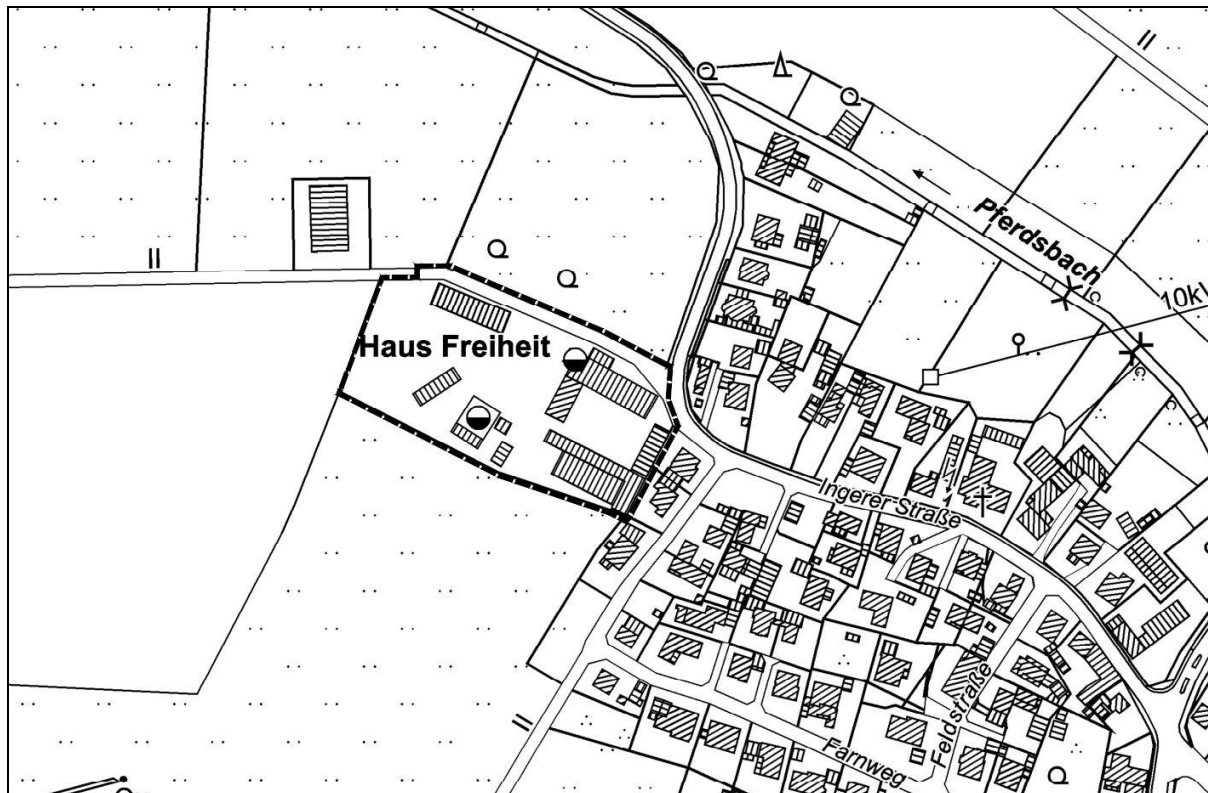 Pferdsbach
10kV
Haus Freiheit
Ingerer Straße
Feldstraße
Farnweg